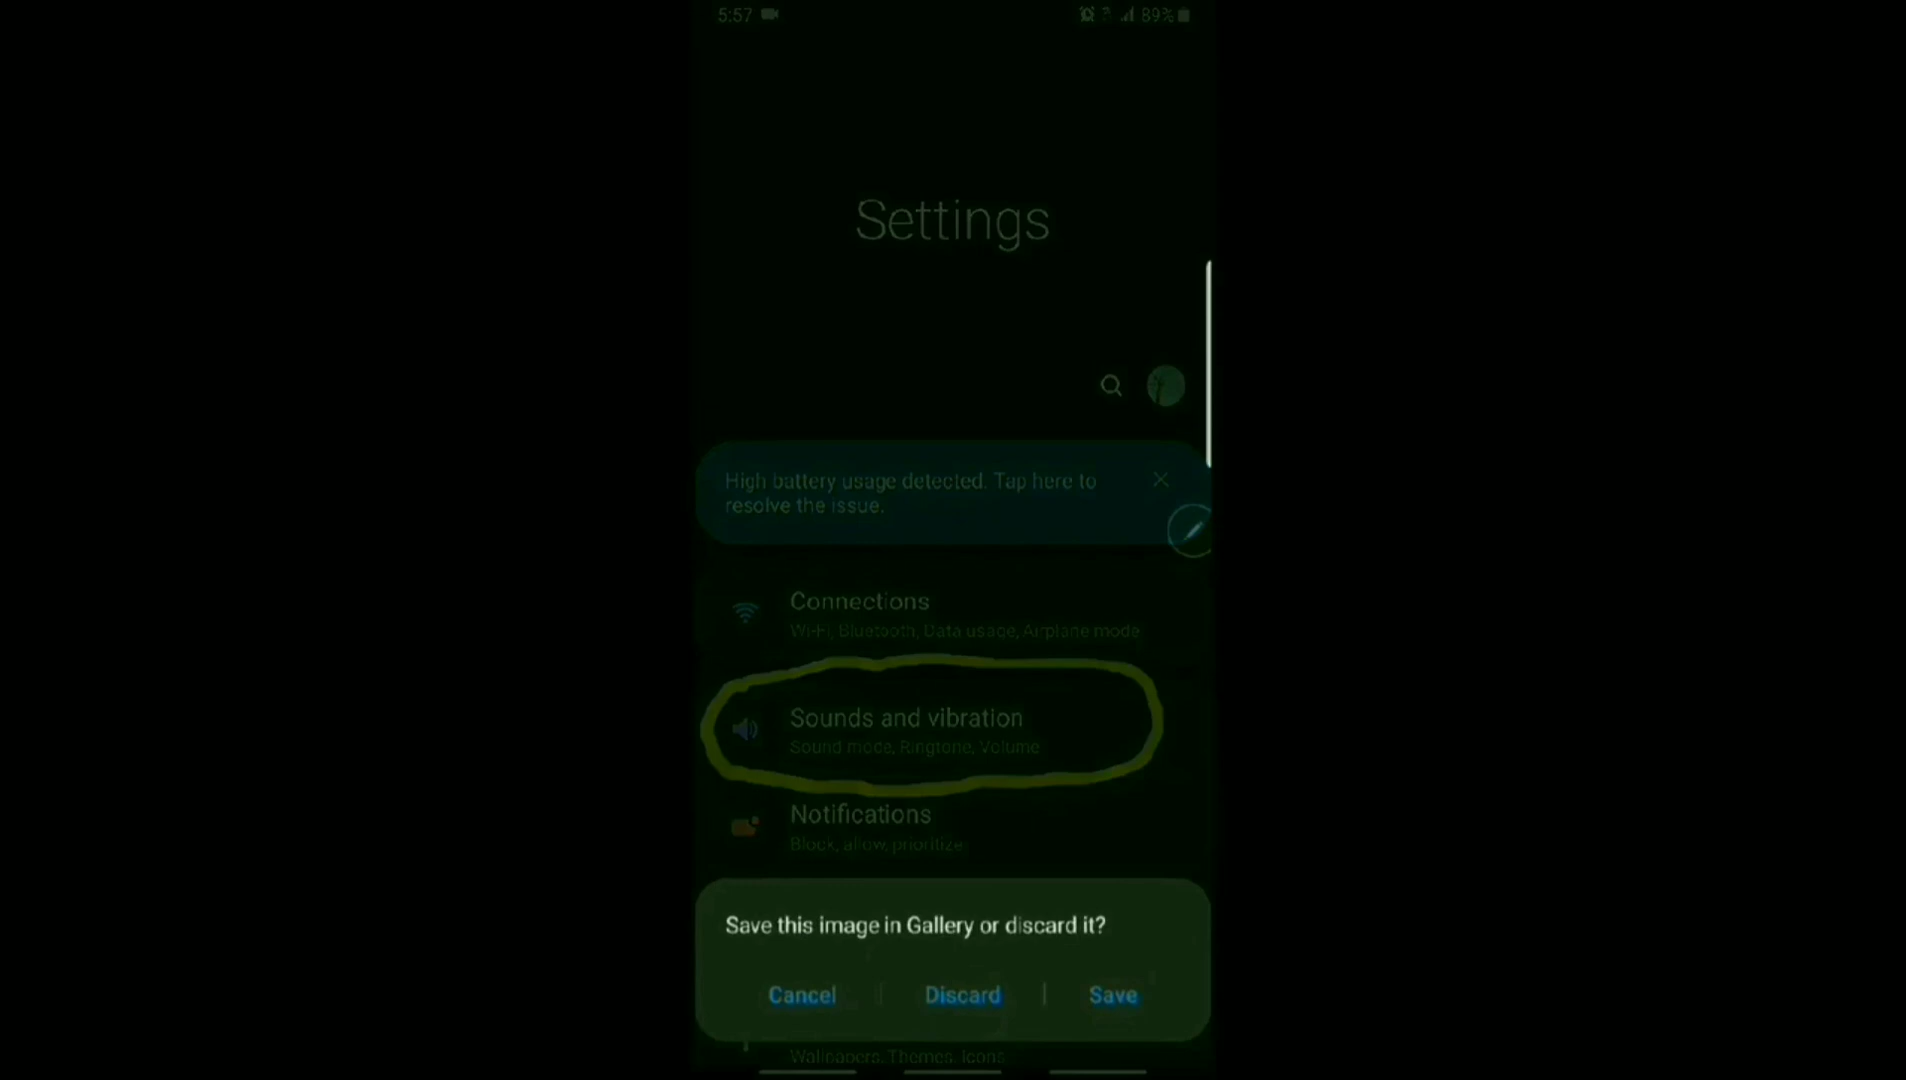 5:57
89%
Settings
High battery usage detected. Tap here to
resolve the issue.
Connections
Wi-Fi, Bluetooth, Data usage, Airplane mode
Sounds and vibration
Sound mode, Ringtone, Volume
Notifications
Block, allow, prioritize
Save this image in Gallery or discard it?
Cancel | Discard | Save
Wallpapers, Themes, Icons